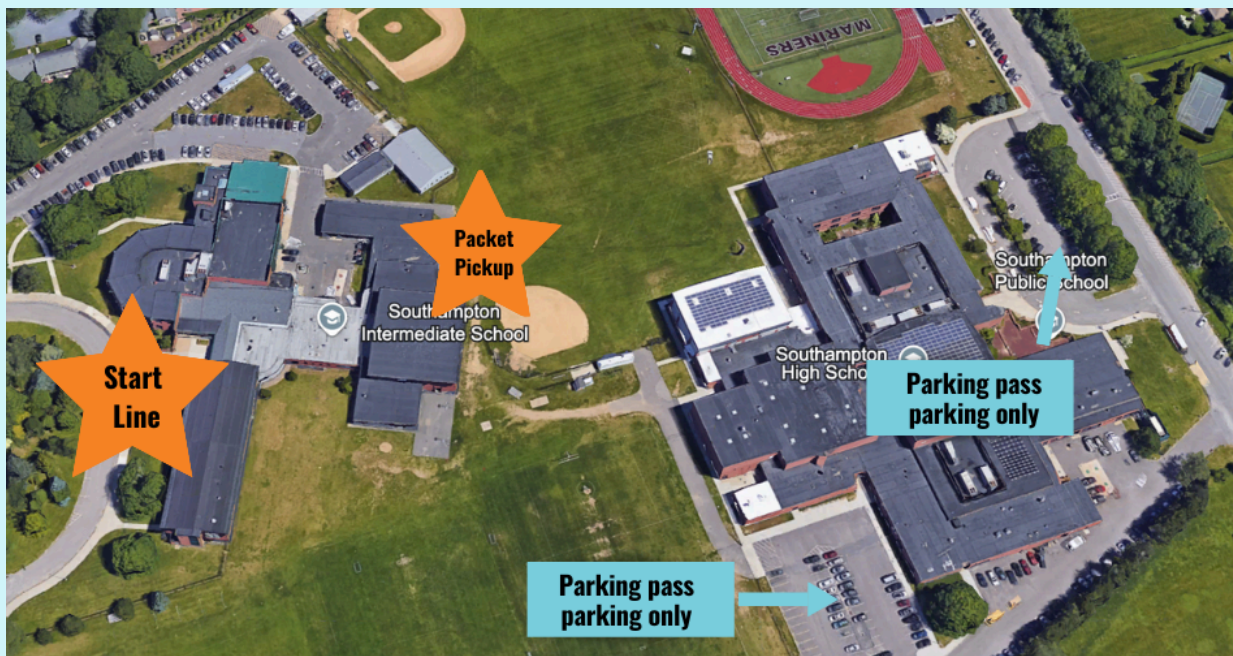 MARINERS
Packet
Pickup
Southampton
Intermediate School
Start
Line
Southampton
Public School
Southampton
High School
Parking pass
parking only
Parking pass
parking only